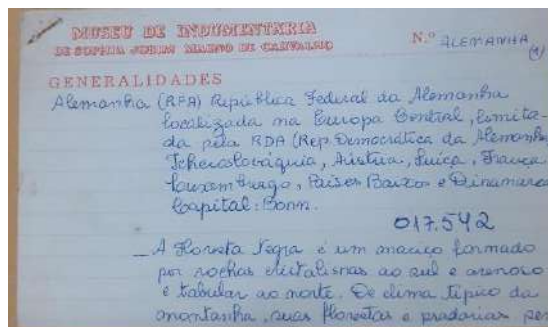 MUSEU DE INDUMENTÁRIA
DE SOPHIA JOBIM MAGNO DE CARVALHO
N.º ALEMANHA
(1)
GENERALIDADES
Alemanha (RFA) República Federal da Alemanha
localizada na Europa Central, limita-
da pela RDA (Rep. Democrática da Alemanha
Tchecoslováquia, Áustria, Suíça, França
Luxemburgo, Países Baixos e Dinamarca
Capital: Bonn.
017.542
_ A Floresta Negra é um maciço formado
por rochas cristalinas ao sul e arenoso
e tabular ao norte. De clima típico da
montanha, suas florestas e pradarias